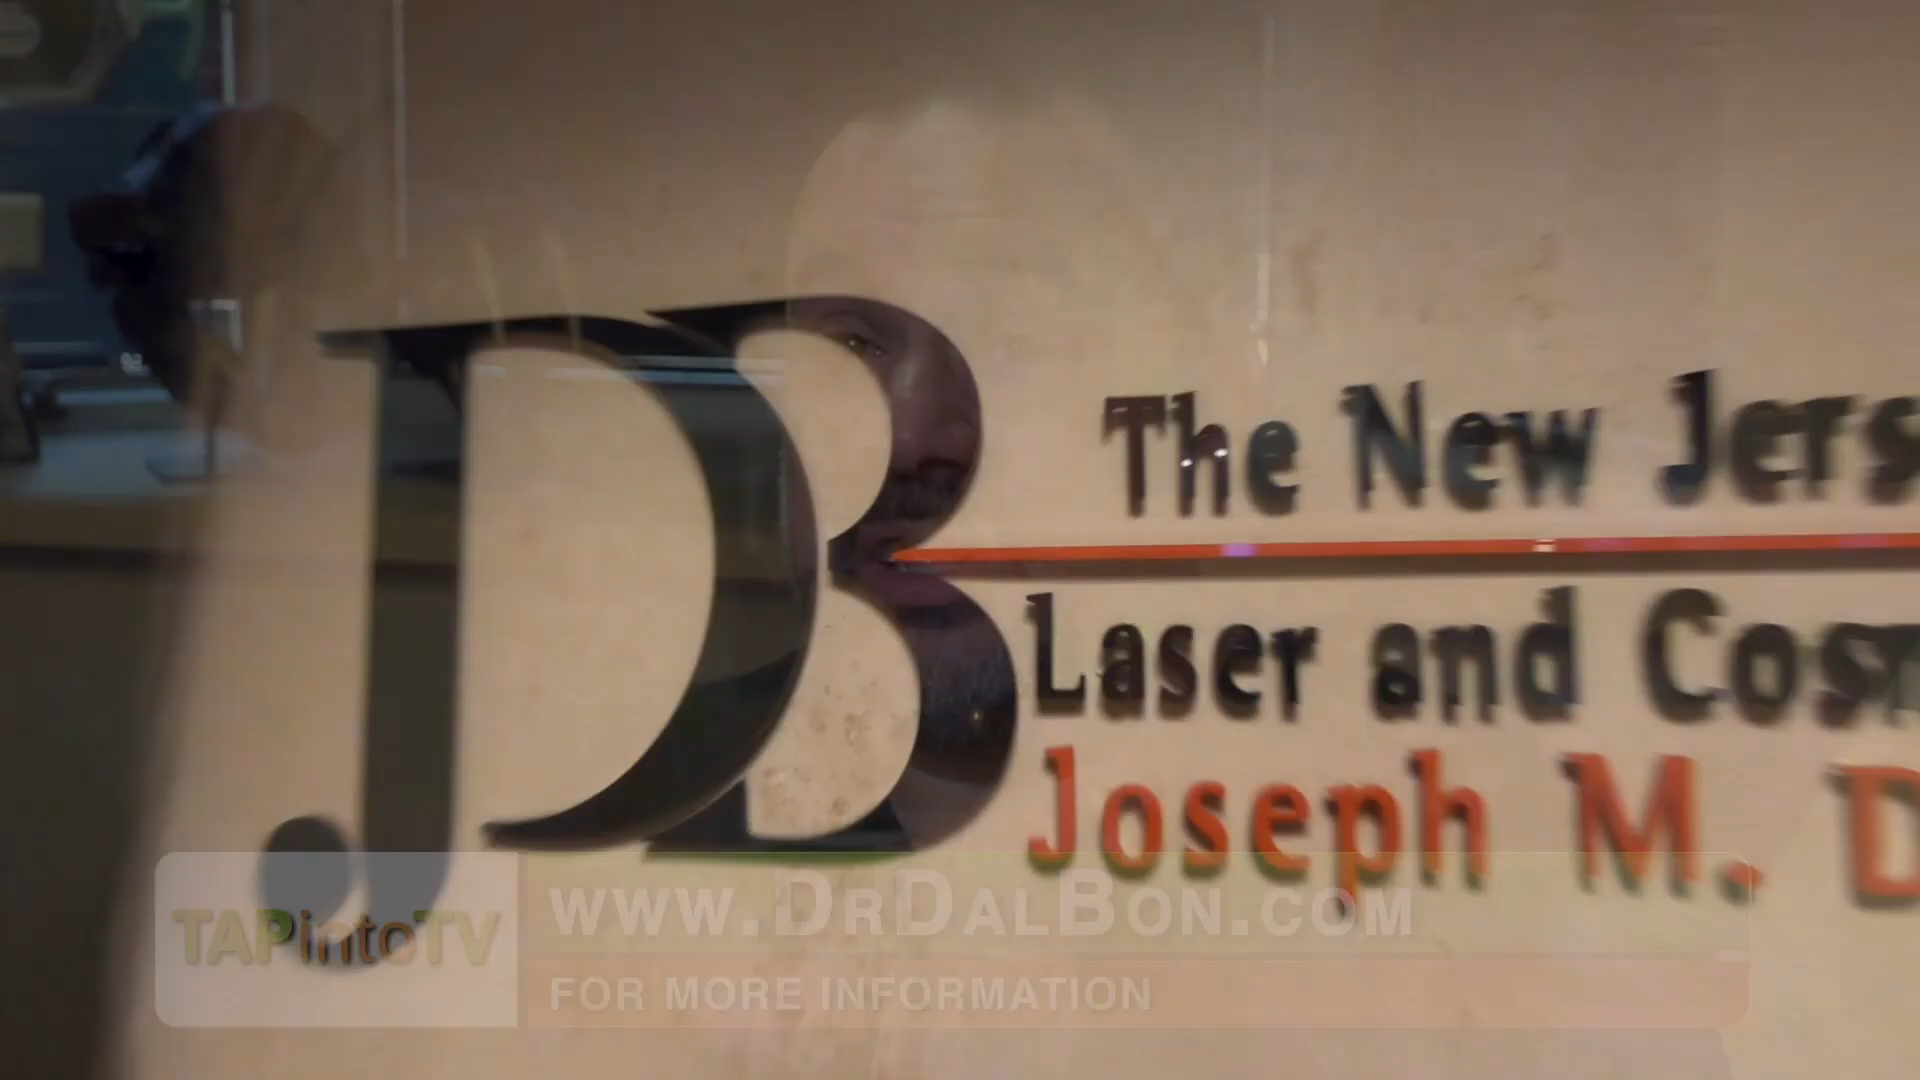 JDB
The New Jers
Laser and Cos
Joseph M. D
TAPintoTV
www.DrDalBon.com
FOR MORE INFORMATION